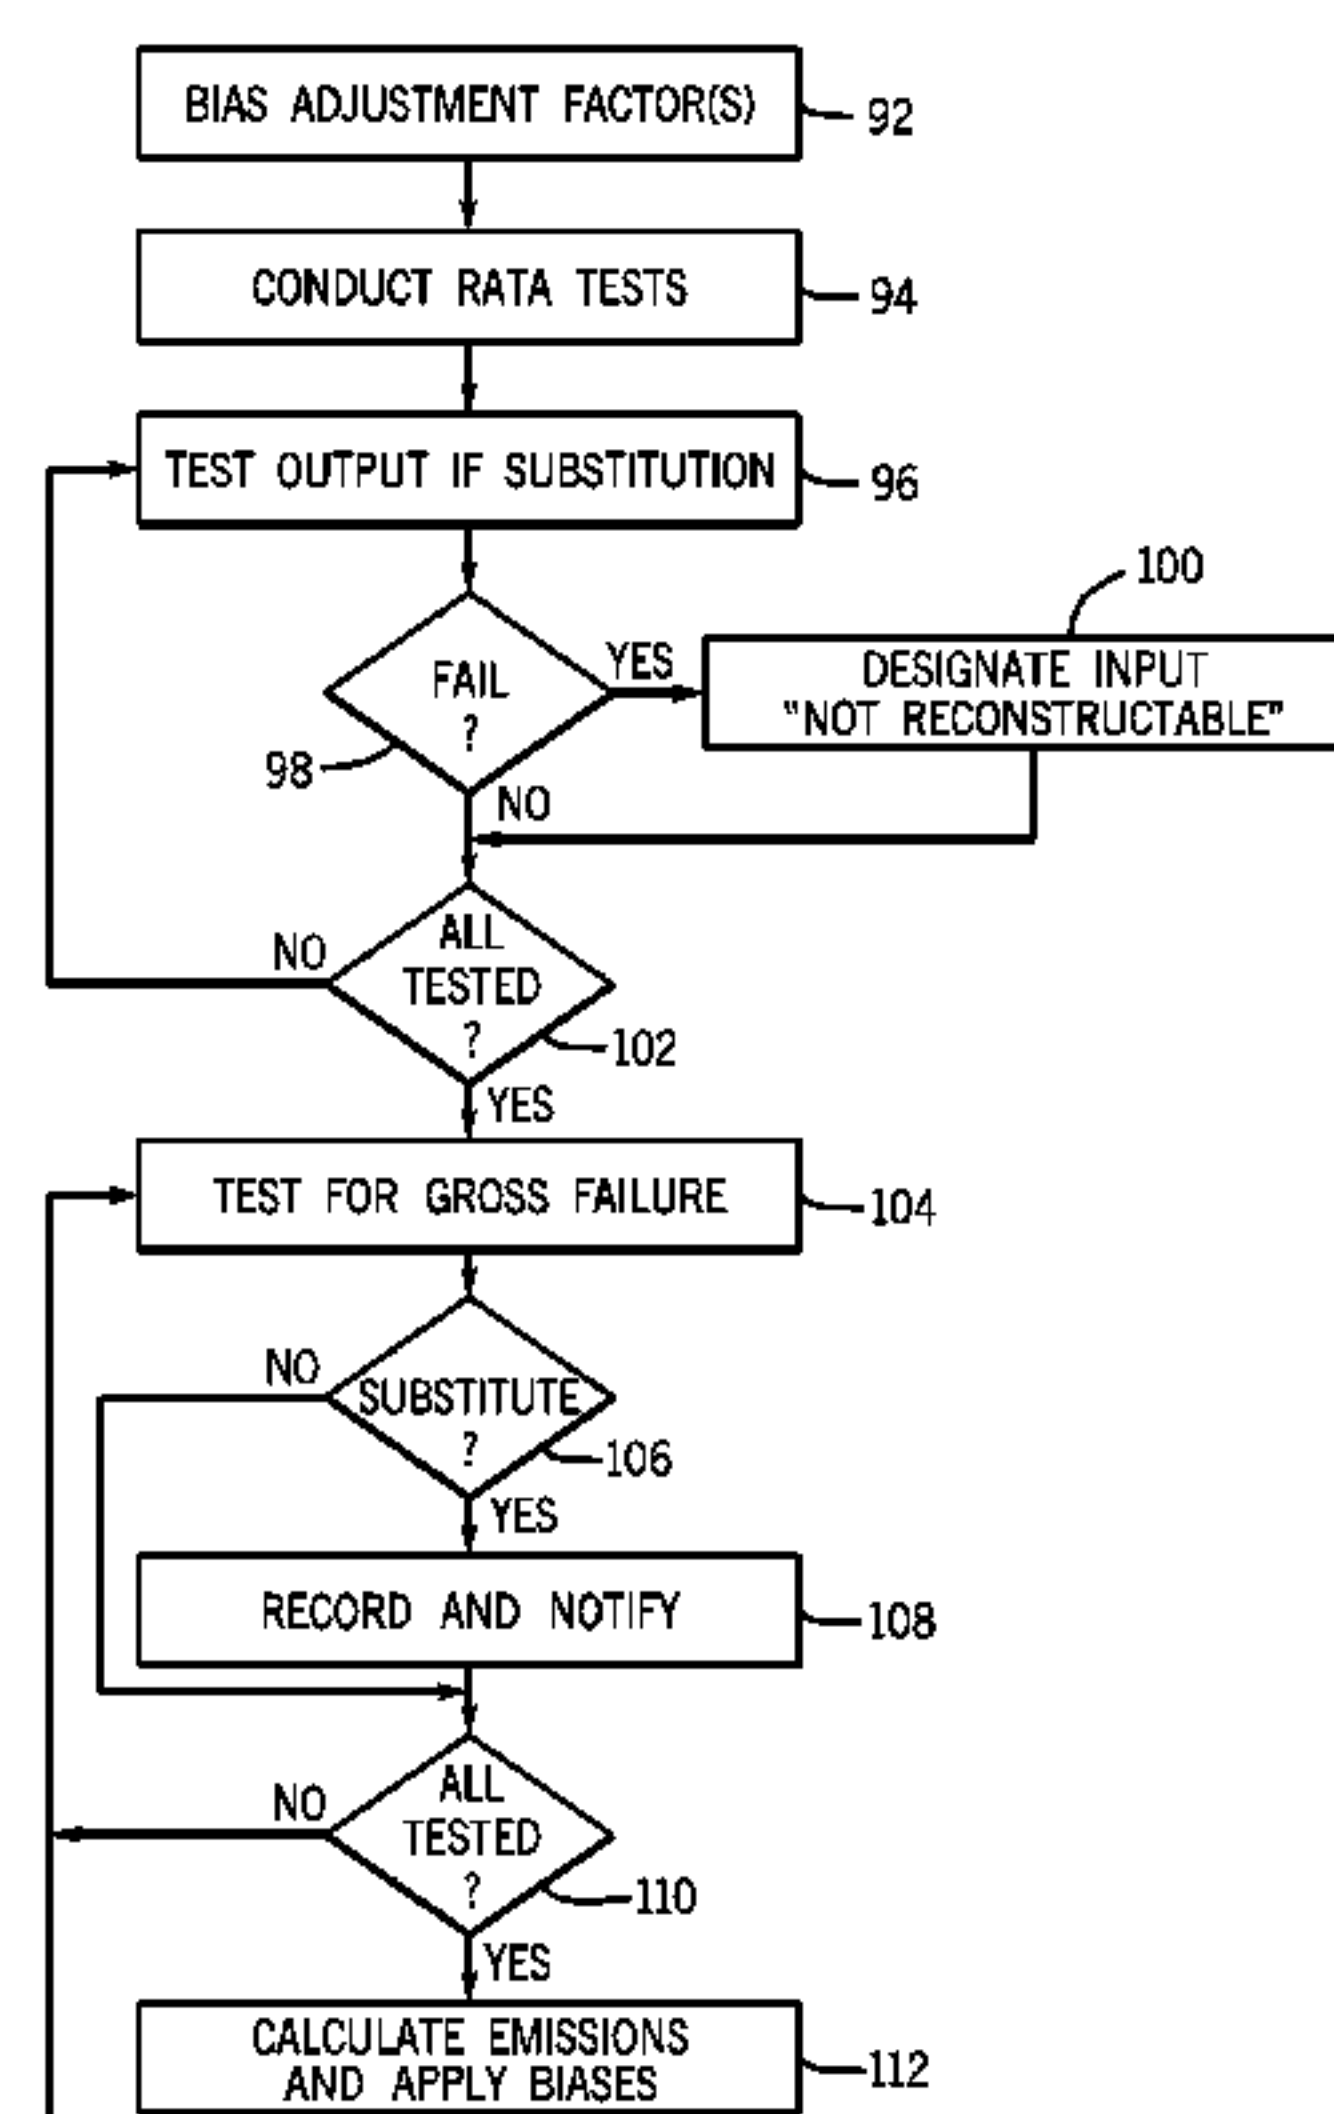 BIAS ADJUSTMENT FACTOR(S)
92
CONDUCT RATA TESTS
94
TEST OUTPUT IF SUBSTITUTION
96
100
FAIL
?
YES
DESIGNATE INPUT
"NOT RECONSTRUCTABLE"
98
NO
ALL
TESTED
?
NO
102
YES
TEST FOR GROSS FAILURE
104
NO
SUBSTITUTE
?
106
YES
RECORD AND NOTIFY
108
ALL
TESTED
?
NO
110
YES
CALCULATE EMISSIONS
AND APPLY BIASES
112